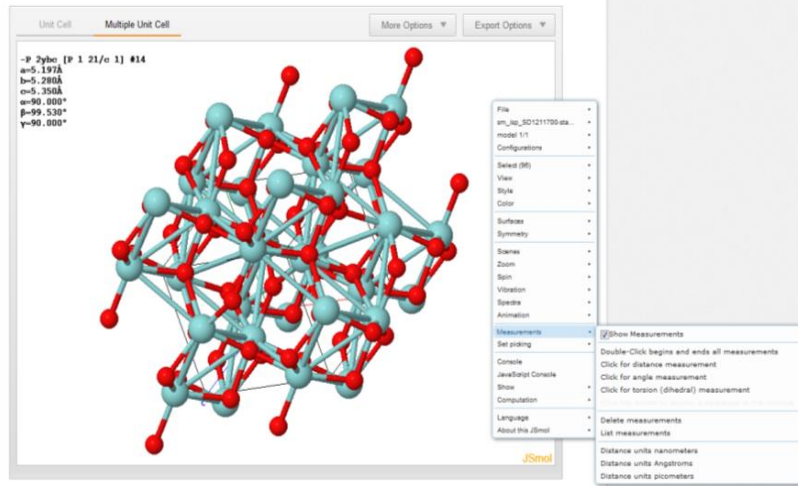 Unit Cell
Multiple Unit Cell
More Options
Export Options
-P 2ybc [P 1 21/c 1] #14
a=5.197Å
b=5.280Å
c=5.350Å
α=90.000°
β=99.530°
γ=90.000°
File
model 1/1
Configurations
Select (96)
View
Style
Color
Surfaces
Symmetry
Scenes
Zoom
Spin
Vibration
Spectra
Animation
Measurements
Set picking
Console
JavaScript Console
Show
Computation
Language
About this JSmol
Show Measurements
Double-Click begins and ends all measurements
Click for distance measurement
Click for angle measurement
Click for torsion (dihedral) measurement
Delete measurements
List measurements
Distance units nanometers
Distance units Angstroms
Distance units picometers
JSmol